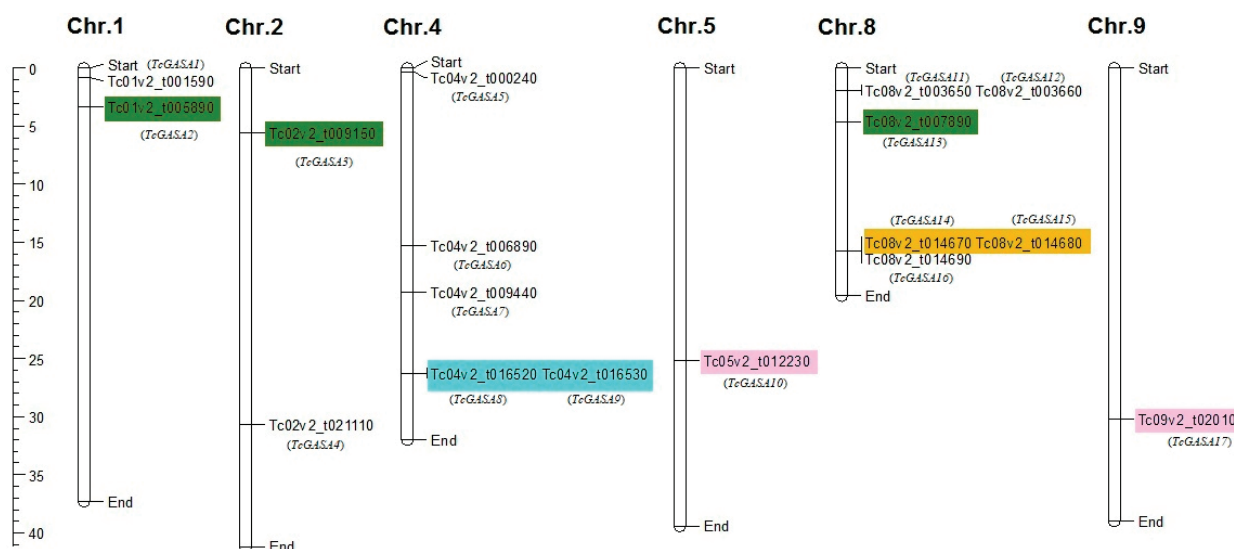 Chr.1
Chr.2
Chr.4
Chr.5
Chr.8
Chr.9
0
5
10
15
20
25
30
35
40
Start (TcGASA1)
Tc01v2_t001590
Tc01v2_t005890
(TcGASA2)
End
Start
Tc02v2_t009150
(TcGASA3)
Tc02v2_t021110
(TcGASA4)
End
Start
Tc04v2_t000240
(TcGASA5)
Tc04v2_t006890
(TcGASA6)
Tc04v2_t009440
(TcGASA7)
Tc04v2_t016520 Tc04v2_t016530
(TcGASA8) (TcGASA9)
End
Start
Tc05v2_t012230
(TcGASA10)
End
Start
(TcGASA11) (TcGASA12)
Tc08v2_t003650 Tc08v2_t003660
Tc08v2_t007890
(TcGASA13)
(TcGASA14) (TcGASA15)
Tc08v2_t014670 Tc08v2_t014680
Tc08v2_t014690
(TcGASA16)
End
Start
Tc09v2_t02010
(TcGASA17)
End